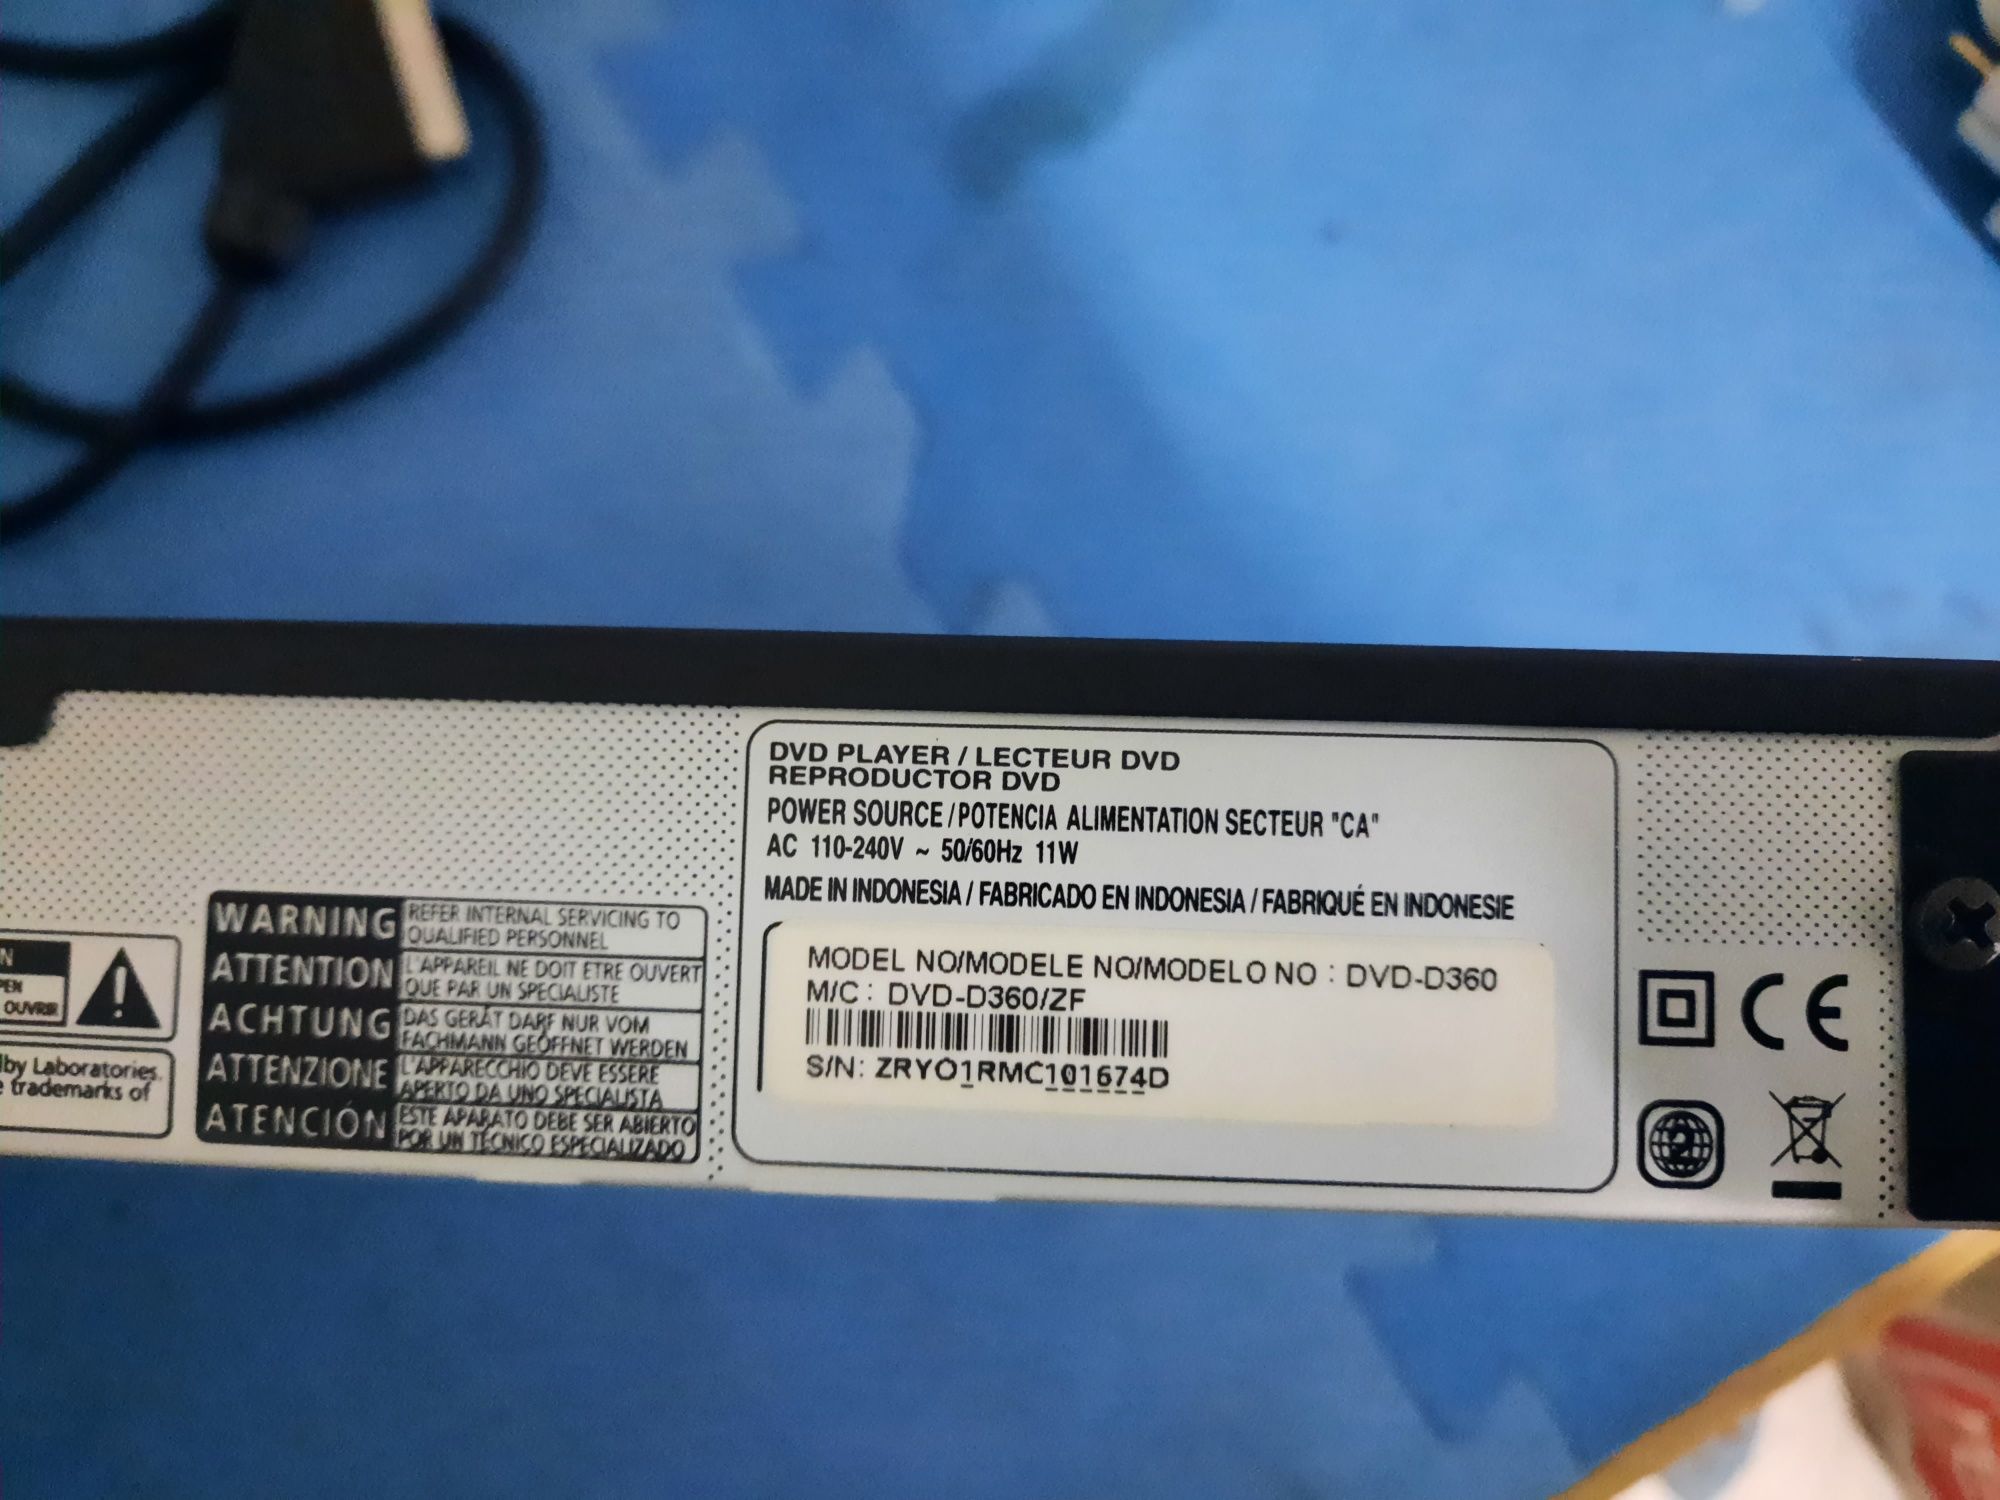 DVD PLAYER / LECTEUR DVD
REPRODUCTOR DVD
POWER SOURCE / POTENCIA ALIMENTATION SECTEUR "CA"
AC 110-240V ~ 50/60Hz 11W
MADE IN INDONESIA / FABRICADO EN INDONESIA / FABRIQUÉ EN INDONESIE
MODEL NO/MODELE NO/MODELO NO : DVD-D360
M/C : DVD-D360/ZF
S/N: ZRYO1RMC101674D
WARNING REFER INTERNAL SERVICING TO
QUALIFIED PERSONNEL
ATTENTION L'APPAREIL NE DOIT ETRE OUVERT
QUE PAR UN SPECIALISTE
ACHTUNG DAS GERÄT DARF NUR VOM
FACHMANN GEÖFFNET WERDEN
ATTENZIONE L'APPARECCHIO DEVE ESSERE
APERTO DA UNO SPECIALISTA
ATENCIÓN ESTE APARATO DEBE SER ABIERTO
POR UN TÉCNICO ESPECIALIZADO
OUVRIR
Laboratories.
trademarks of
CE
2